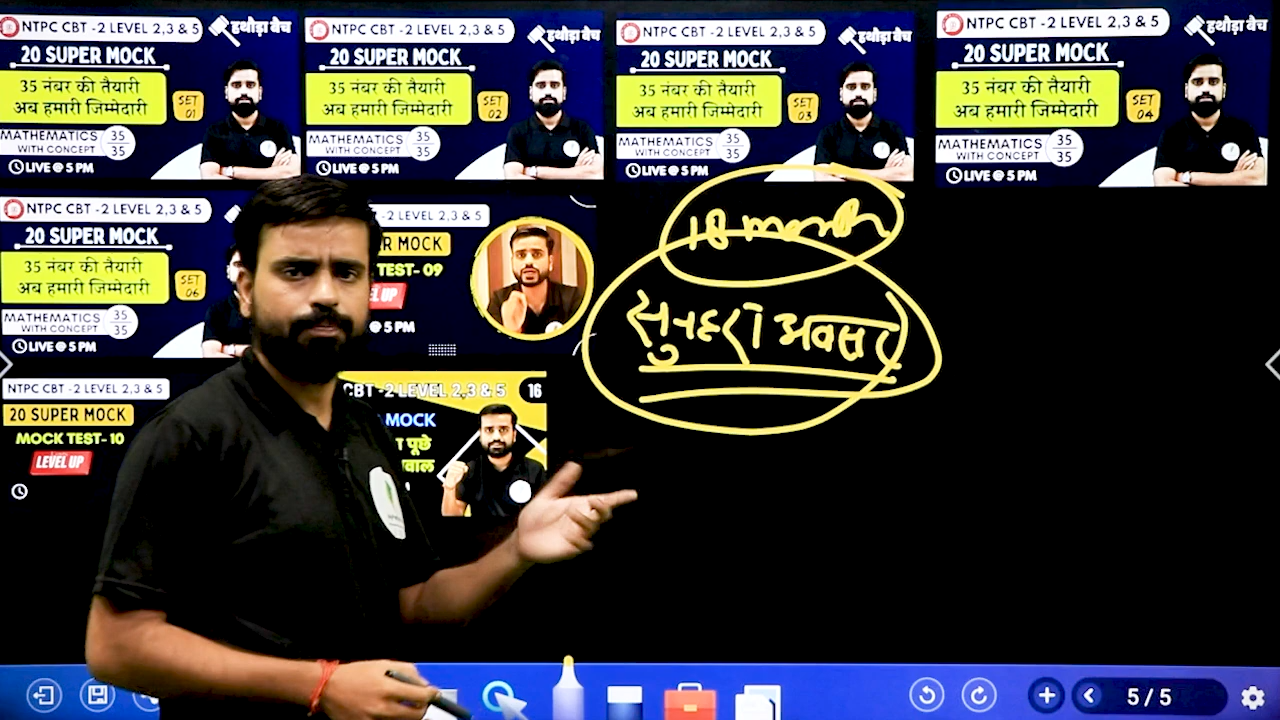 NTPC CBT -2 LEVEL 2,3 & 5
हथौड़ा बैच
20 SUPER MOCK
35 नंबर की तैयारी
अब हमारी जिम्मेदारी
SET
01
MATHEMATICS 35/35
WITH CONCEPT
LIVE @ 5 PM
NTPC CBT -2 LEVEL 2,3 & 5
हथौड़ा बैच
20 SUPER MOCK
35 नंबर की तैयारी
अब हमारी जिम्मेदारी
SET
02
MATHEMATICS 35/35
WITH CONCEPT
LIVE @ 5 PM
NTPC CBT -2 LEVEL 2,3 & 5
हथौड़ा बैच
20 SUPER MOCK
35 नंबर की तैयारी
अब हमारी जिम्मेदारी
SET
03
MATHEMATICS 35/35
WITH CONCEPT
LIVE @ 5 PM
NTPC CBT -2 LEVEL 2,3 & 5
हथौड़ा बैच
20 SUPER MOCK
35 नंबर की तैयारी
अब हमारी जिम्मेदारी
SET
04
MATHEMATICS 35/35
WITH CONCEPT
LIVE @ 5 PM
NTPC CBT -2 LEVEL 2,3 & 5
20 SUPER MOCK
35 नंबर की तैयारी
अब हमारी जिम्मेदारी
SET
06
MATHEMATICS 35/35
WITH CONCEPT
LIVE @ 5 PM
-2 LEVEL 2,3 & 5
R MOCK
TEST- 09
EL UP
@ 5 PM
18 month
सुनहरा अवसर
NTPC CBT -2 LEVEL 2,3 & 5
20 SUPER MOCK
MOCK TEST- 10
LEVEL UP
CBT -2 LEVEL 2,3 & 5
16
MOCK
पूछे
वाल
5 / 5